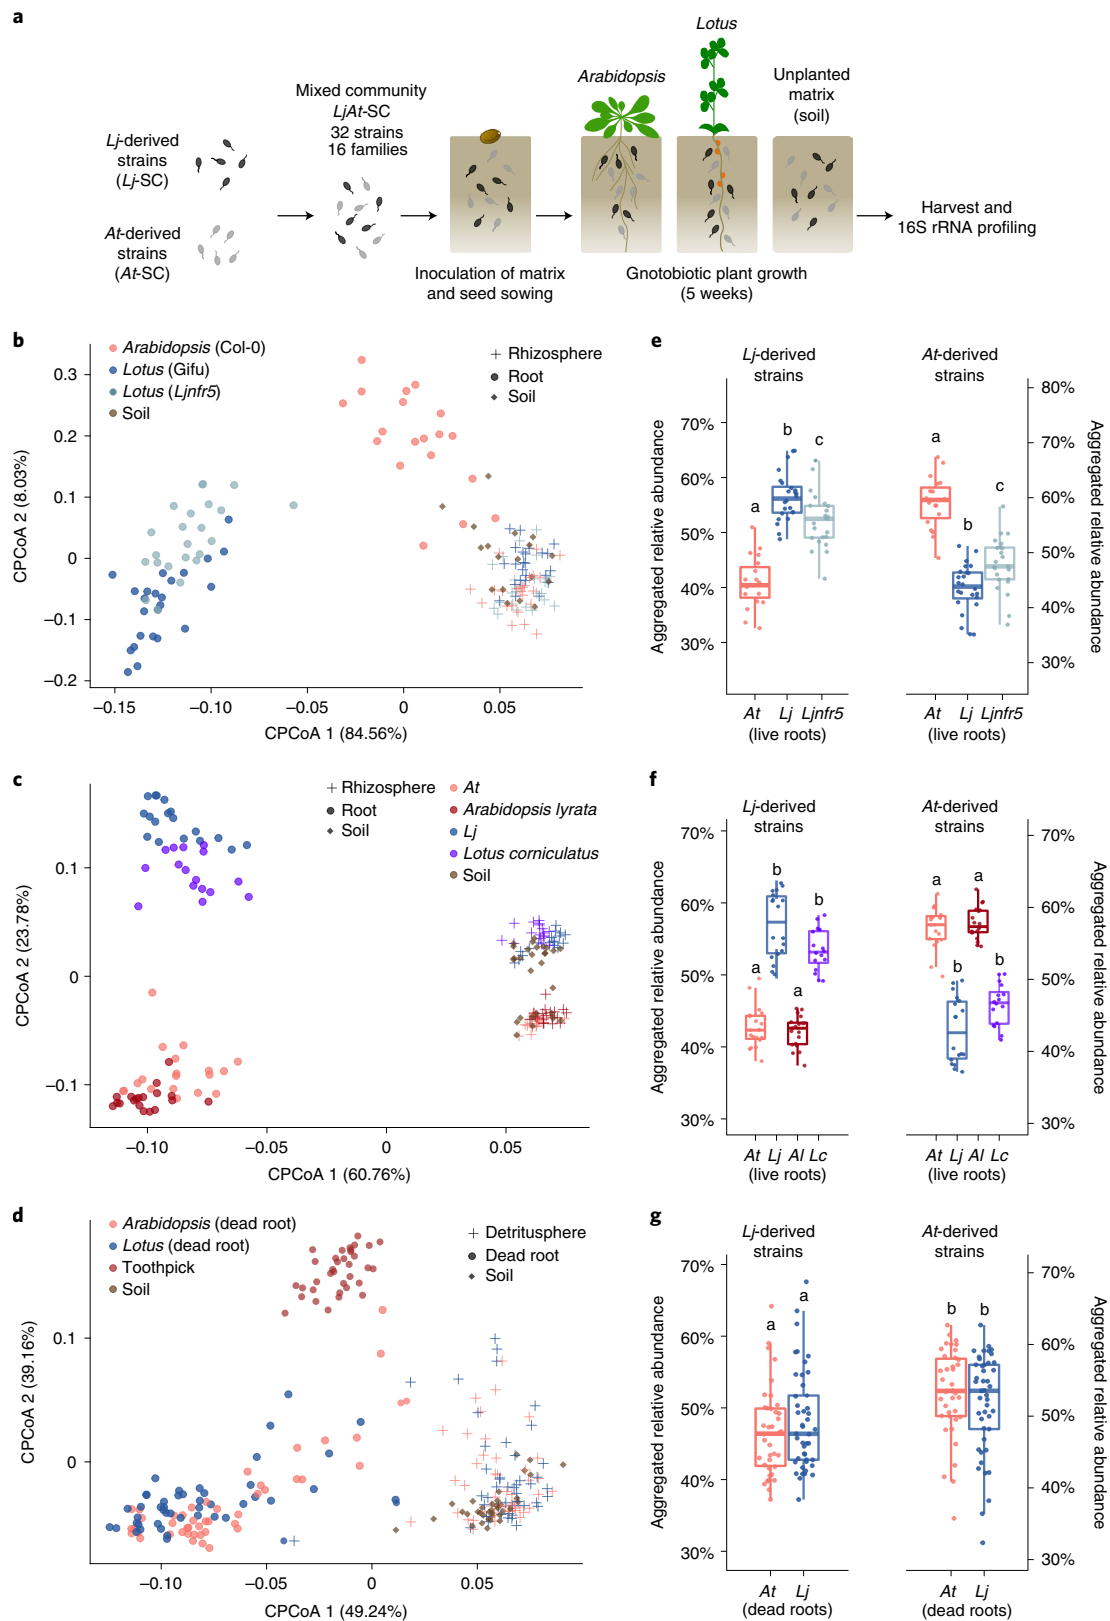 a
Lj-derived
strains
(Lj-SC)
At-derived
strains
(At-SC)
Mixed community
LjAt-SC
32 strains
16 families
Inoculation of matrix
and seed sowing
Arabidopsis
Lotus
Unplanted
matrix
(soil)
Gnotobiotic plant growth
(5 weeks)
Harvest and
16S rRNA profiling
b
Arabidopsis (Col-0)
Lotus (Gifu)
Lotus (Ljnfr5)
Soil
Rhizosphere
Root
Soil
CPCoA 2 (8.03%)
0.3
0.2
0.1
0
–0.1
–0.2
–0.15
–0.10
–0.05
0
0.05
CPCoA 1 (84.56%)
e
Lj-derived
strains
At-derived
strains
Aggregated relative abundance
70%
60%
50%
40%
30%
a
b
c
a
b
c
80%
70%
60%
50%
40%
30%
Aggregated relative abundance
At Lj Ljnfr5
(live roots)
At Lj Ljnfr5
(live roots)
c
Rhizosphere
Root
Soil
At
Arabidopsis lyrata
Lj
Lotus corniculatus
Soil
CPCoA 2 (23.78%)
0.1
0
–0.1
–0.10
–0.05
0
0.05
CPCoA 1 (60.76%)
f
Lj-derived
strains
At-derived
strains
Aggregated relative abundance
70%
60%
50%
40%
30%
a
b
a
b
a
b
a
b
70%
60%
50%
40%
30%
Aggregated relative abundance
At Lj Al Lc
(live roots)
At Lj Al Lc
(live roots)
d
Arabidopsis (dead root)
Lotus (dead root)
Toothpick
Soil
Detritusphere
Dead root
Soil
CPCoA 2 (39.16%)
0.1
0
–0.10
–0.05
0
0.05
CPCoA 1 (49.24%)
g
Lj-derived
strains
At-derived
strains
Aggregated relative abundance
70%
60%
50%
40%
30%
a
a
b
b
70%
60%
50%
40%
30%
Aggregated relative abundance
At Lj
(dead roots)
At Lj
(dead roots)